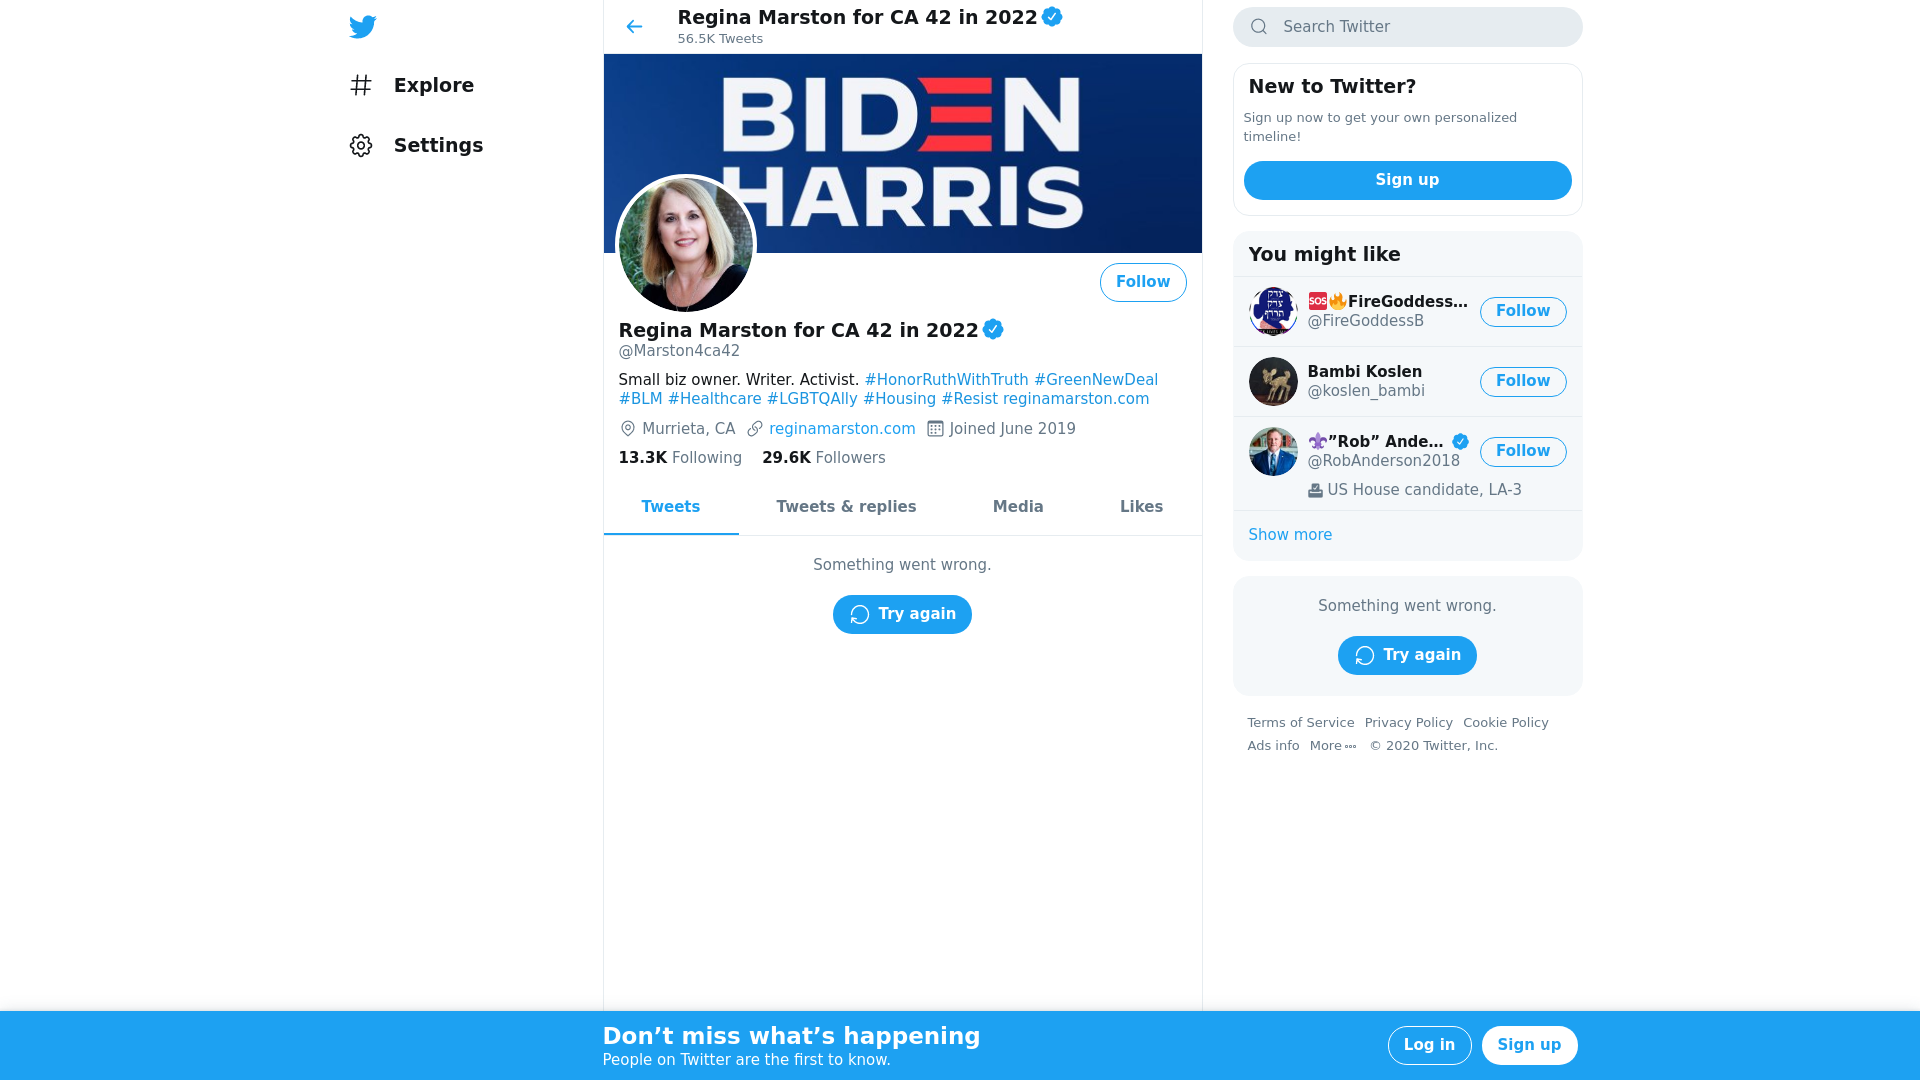 Explore
Settings
Regina Marston for CA 42 in 2022
56.5K Tweets
BIDEN
HARRIS
Follow
Regina Marston for CA 42 in 2022
@Marston4ca42
Small biz owner. Writer. Activist. #HonorRuthWithTruth #GreenNewDeal
#BLM #Healthcare #LGBTQAlly #Housing #Resist reginamarston.com
Murrieta, CA reginamarston.com Joined June 2019
13.3K Following 29.6K Followers
Tweets Tweets & replies Media Likes
Something went wrong.
Try again
Search Twitter
New to Twitter?
Sign up now to get your own personalized
timeline!
Sign up
You might like
🆘🔥FireGoddess...
@FireGoddessB
Follow
צדק
צדק
תרדף
Bambi Koslen
@koslen_bambi
Follow
⚜️”Rob” Ande...
@RobAnderson2018
Follow
US House candidate, LA-3
Show more
Something went wrong.
Try again
Terms of Service Privacy Policy Cookie Policy
Ads info More © 2020 Twitter, Inc.
Don’t miss what’s happening
People on Twitter are the first to know.
Log in Sign up